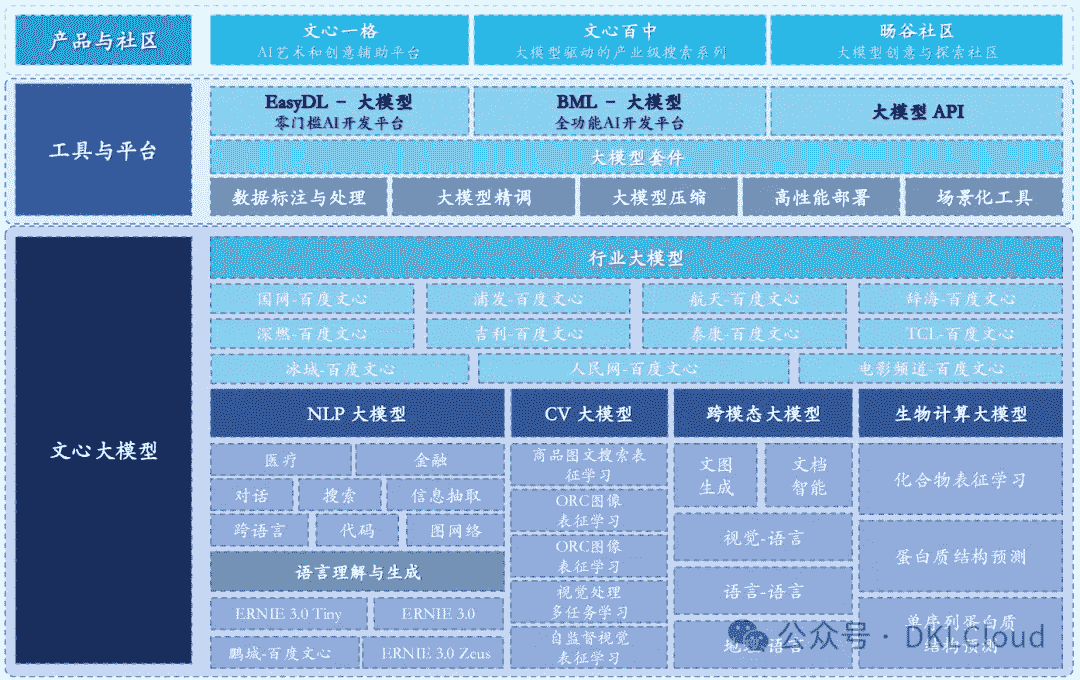 产品与社区
文心一格
AI艺术和创意辅助平台
文心百中
大模型驱动的产业级搜索系列
旸谷社区
大模型创意与探索社区
工具与平台
EasyDL - 大模型
零门槛AI开发平台
BML - 大模型
全功能AI开发平台
大模型 API
大模型套件
数据标注与处理
大模型精调
大模型压缩
高性能部署
场景化工具
文心大模型
行业大模型
国网-百度文心
浦发-百度文心
航天-百度文心
辞海-百度文心
深燃-百度文心
吉利-百度文心
泰康-百度文心
TCL-百度文心
冰城-百度文心
人民网-百度文心
电影频道-百度文心
NLP 大模型
医疗
金融
对话
搜索
信息抽取
跨语言
代码
图网络
语言理解与生成
ERNIE 3.0 Tiny
ERNIE 3.0
鹏城-百度文心
ERNIE 3.0 Zeus
CV 大模型
商品图文搜索表
征学习
ORC图像
表征学习
ORC图像
表征学习
视觉处理
多任务学习
自监督视觉
表征学习
跨模态大模型
文图
生成
文档
智能
视觉-语言
语言-语言
地理-语言
生物计算大模型
化合物表征学习
蛋白质结构预测
单序列蛋白质
结构预测
公众号 · DKLCloud